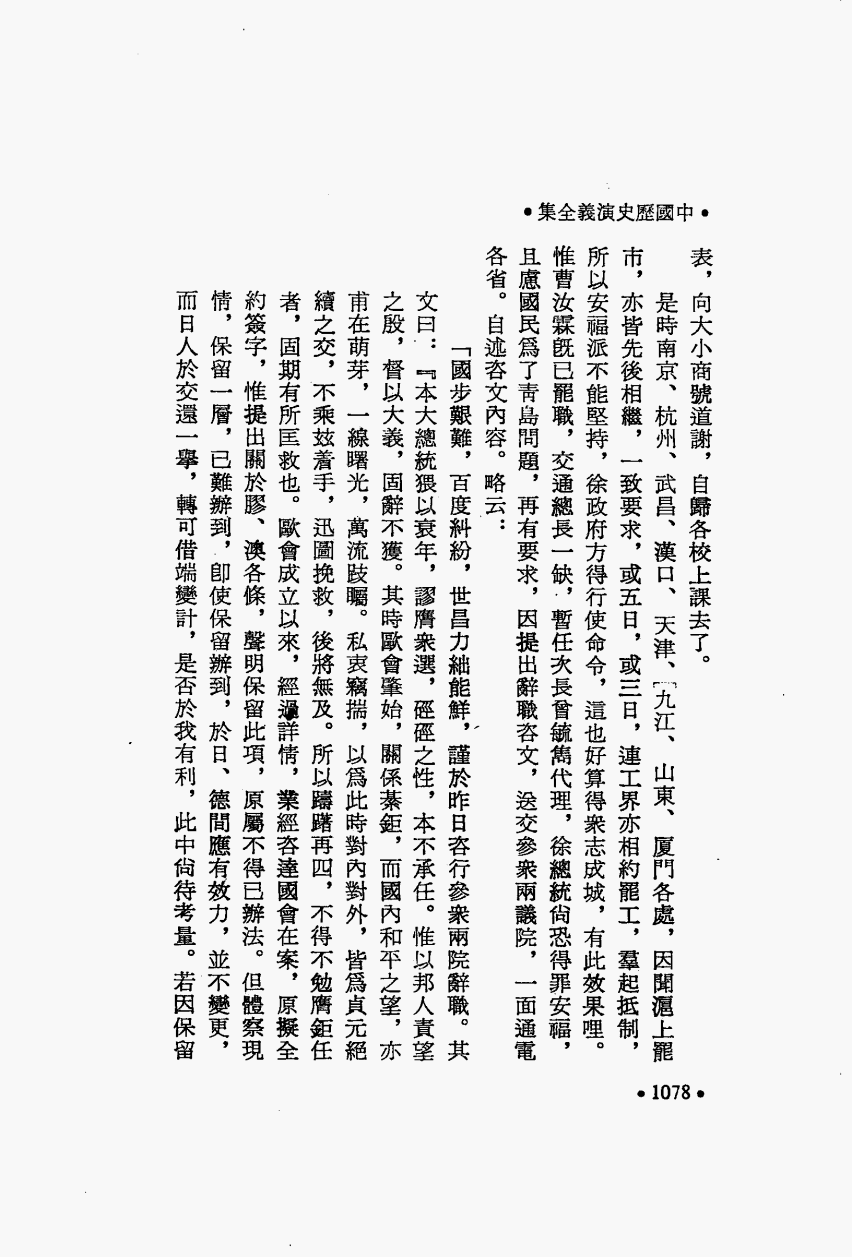 •中國歷史演義全集•
表，向大小商號道謝，自歸各校上課去了。
是時南京、杭州、武昌、漢口、天津、九江、山東、厦門各處，因聞滬上罷
市，亦皆先後相繼，一致要求，或五日，或三日，連工界亦相約罷工，羣起抵制，
所以安福派不能堅持，徐政府方得行使命令，這也好算得衆志成城，有此效果哩。
惟曹汝霖旣已罷職，交通總長一缺，暫任次長曾毓雋代理，徐總統尙恐得罪安福，
且慮國民爲了靑島問題，再有要求，因提出辭職咨文，送交參衆兩議院，一面通電
各省。自述咨文內容。略云：
「國步艱難，百度糾紛，世昌力絀能鮮，謹於昨日咨行參衆兩院辭職。其
文曰：『本大總統猥以衰年，謬膺衆選，硜硜之性，本不承任。惟以邦人責望
之殷，督以大義，固辭不獲。其時歐會肇始，關係綦鉅，而國內和平之望，亦
甫在萌芽，一線曙光，萬流跂矚。私衷竊揣，以爲此時對內對外，皆爲貞元絕
續之交，不乘玆着手，迅圖挽救，後將無及。所以躊躇再四，不得不勉膺鉅任
者，固期有所匡救也。歐會成立以來，經過詳情，業經咨達國會在案，原擬全
約簽字，惟提出關於膠、澳各條，聲明保留此項，原屬不得已辦法。但體察現
情，保留一層，已難辦到，卽使保留辦到，於日、德間應有效力，並不變更，
而日人於交還一擧，轉可借端變計，是否於我有利，此中尙待考量。若因保留
•1078•